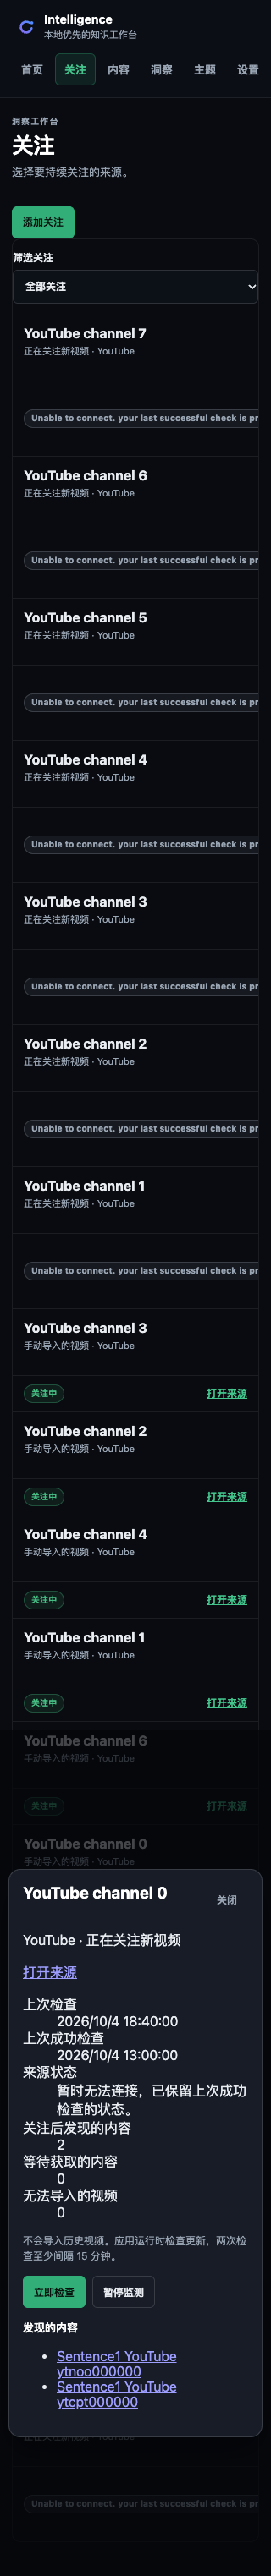 Intelligence
本地优先的知识工作台
首页 关注 内容 洞察 主题 设置
洞察工作台
关注
选择要持续关注的来源。
添加关注
筛选关注
全部关注
YouTube channel 7
正在关注新视频 · YouTube
Unable to connect. your last successful check is pr
YouTube channel 6
正在关注新视频 · YouTube
Unable to connect. your last successful check is pr
YouTube channel 5
正在关注新视频 · YouTube
Unable to connect. your last successful check is pr
YouTube channel 4
正在关注新视频 · YouTube
Unable to connect. your last successful check is pr
YouTube channel 3
正在关注新视频 · YouTube
Unable to connect. your last successful check is pr
YouTube channel 2
正在关注新视频 · YouTube
Unable to connect. your last successful check is pr
YouTube channel 1
正在关注新视频 · YouTube
Unable to connect. your last successful check is pr
YouTube channel 3
手动导入的视频 · YouTube
关注中 打开来源
YouTube channel 2
手动导入的视频 · YouTube
关注中 打开来源
YouTube channel 4
手动导入的视频 · YouTube
关注中 打开来源
YouTube channel 1
手动导入的视频 · YouTube
关注中 打开来源
YouTube channel 6
手动导入的视频 · YouTube
关注中 打开来源
YouTube channel 0
手动导入的视频 · YouTube
YouTube channel 0
关闭
YouTube · 正在关注新视频
打开来源
上次检查
2026/10/4 18:40:00
上次成功检查
2026/10/4 13:00:00
来源状态
暂时无法连接，已保留上次成功
检查的状态。
关注后发现的内容
2
等待获取的内容
0
无法导入的视频
0
不会导入历史视频。应用运行时检查更新，两次检
查至少间隔 15 分钟。
立即检查 暂停监测
发现的内容
Sentence1 YouTube
ytnoo000000
Sentence1 YouTube
ytcpt000000
正在关注新视频 · YouTube
Unable to connect. your last successful check is pr